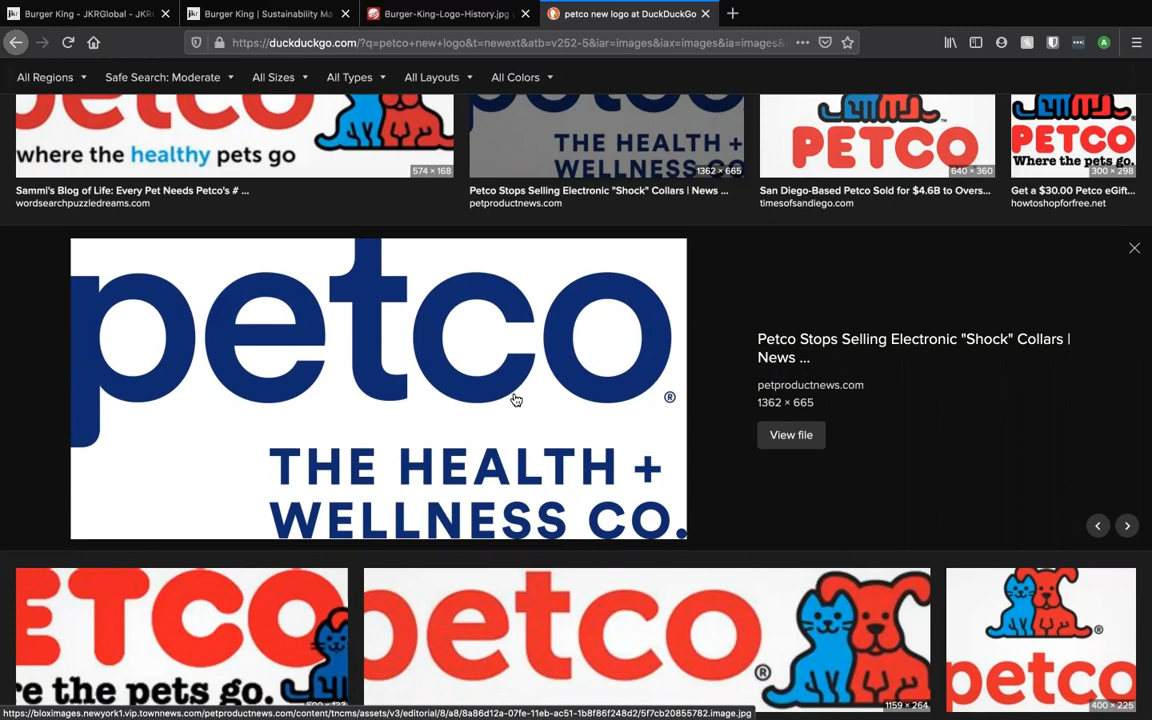 Burger King - JKRGlobal - JKR
Burger King | Sustainability Ma
Burger-King-Logo-History.jpg
petco new logo at DuckDuckGo
https://duckduckgo.com/?q=petco+new+logo&t=newext&atb=v252-5&iar=images&iax=images&ia=images&
All Regions
Safe Search: Moderate
All Sizes
All Types
All Layouts
All Colors
petco
where the healthy pets go
574 × 168
petco
THE HEALTH +
WELLNESS CO
1362 × 665
PETCO
640 × 360
PETCO
Where the pets go.
300 × 298
Sammi's Blog of Life: Every Pet Needs Petco's # ...
wordsearchpuzzledreams.com
Petco Stops Selling Electronic "Shock" Collars | News ...
petproductnews.com
San Diego-Based Petco Sold for $4.6B to Overs...
timesofsandiego.com
Get a $30.00 Petco eGift...
howtoshopforfree.net
petco®
THE HEALTH +
WELLNESS CO.
Petco Stops Selling Electronic "Shock" Collars |
News ...
petproductnews.com
1362 × 665
View file
ETCO
e the pets go.
petco®
1159 × 264
petco
400 × 225
https://bloximages.newyork1.vip.townnews.com/petproductnews.com/content/tncms/assets/v3/editorial/8/a8/8a86d12a-07fe-11eb-ac51-1b8f86f248d2/5f7cb20855782.image.jpg